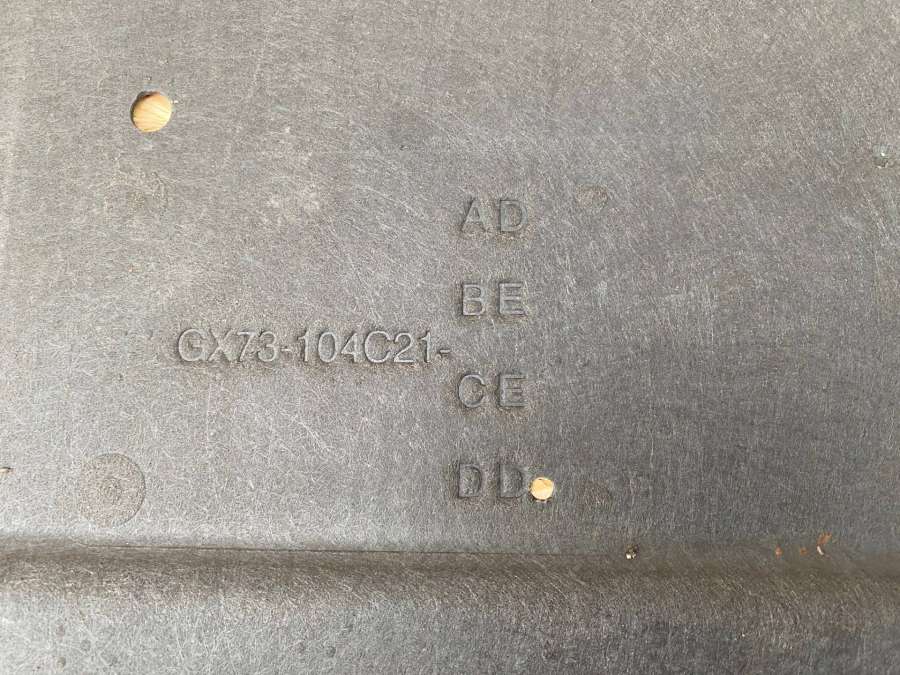 AD
BE
GX73-104C21-
CE
DD